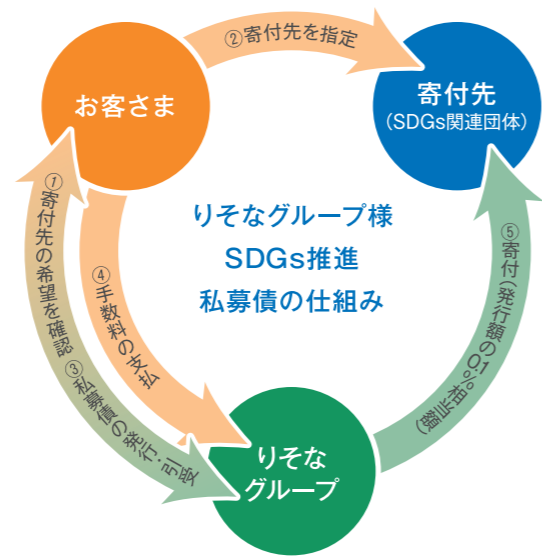 ②寄付先を指定
お客さま
寄付先
（SDGs関連団体）
りそなグループ様
SDGs推進
私募債の仕組み
①寄付先の希望を確認
③私募債の発行・引受
④手数料の支払
⑤寄付（発行額の0.1%相当額）
りそな
グループ